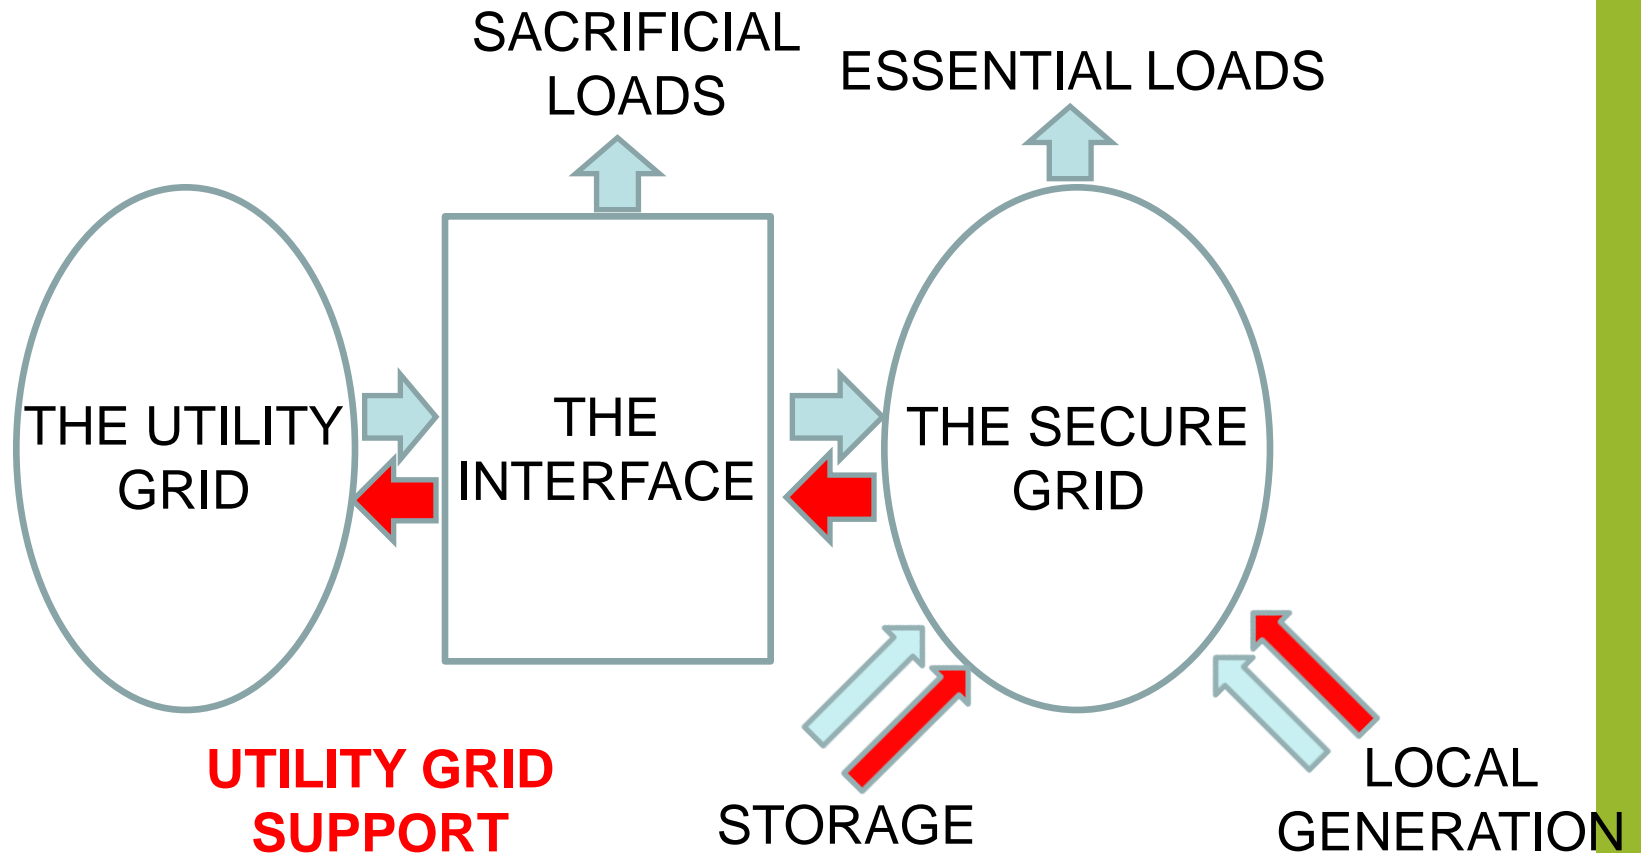 SACRIFICIAL
LOADS
ESSENTIAL LOADS
THE UTILITY
GRID
THE
INTERFACE
THE SECURE
GRID
UTILITY GRID
SUPPORT
STORAGE
LOCAL
GENERATION